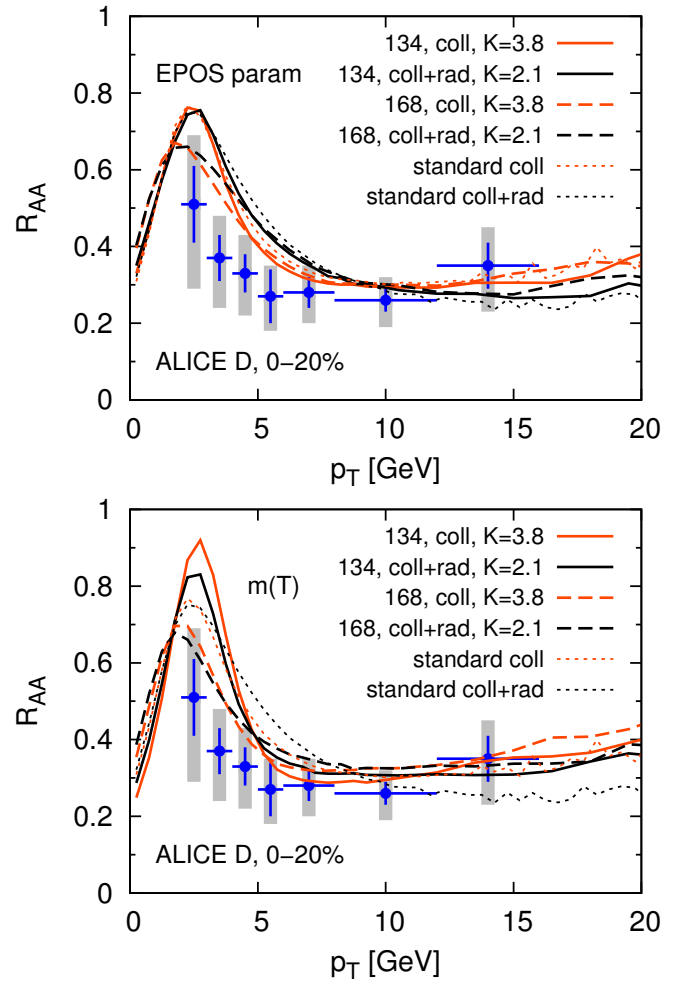 1
134, coll, K=3.8
EPOS param
134, coll+rad, K=2.1
0.8
168, coll, K=3.8
168, coll+rad, K=2.1
standard coll
0.6
standard coll+rad
R_AA
0.4
0.2
ALICE D, 0−20%
0
0 5 10 15 20
p_T [GeV]
1
134, coll, K=3.8
134, coll+rad, K=2.1
0.8
m(T)
168, coll, K=3.8
168, coll+rad, K=2.1
standard coll
0.6
standard coll+rad
R_AA
0.4
0.2
ALICE D, 0−20%
0
0 5 10 15 20
p_T [GeV]